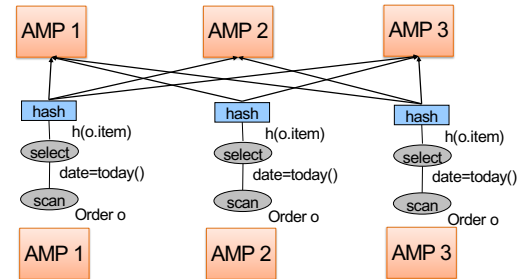 AMP 1
AMP 2
AMP 3
hash
hash
hash
h(o.item)
h(o.item)
h(o.item)
select
select
select
date=today()
date=today()
date=today()
scan
scan
scan
Order o
Order o
Order o
AMP 1
AMP 2
AMP 3